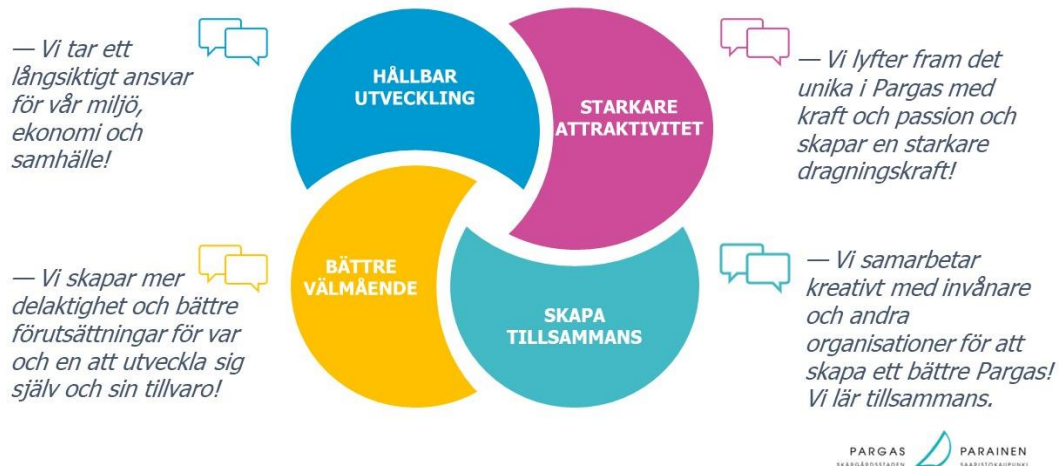 — Vi tar ett
långsiktigt ansvar
för vår miljö,
ekonomi och
samhälle!
HÅLLBAR
UTVECKLING
STARKARE
ATTRAKTIVITET
— Vi lyfter fram det
unika i Pargas med
kraft och passion och
skapar en starkare
dragningskraft!
— Vi skapar mer
delaktighet och bättre
förutsättningar för var
och en att utveckla sig
själv och sin tillvaro!
BÄTTRE
VÄLMÅENDE
SKAPA
TILLSAMMANS
— Vi samarbetar
kreativt med invånare
och andra
organisationer för att
skapa ett bättre Pargas!
Vi lär tillsammans.
PARGAS PARAINEN
SKÄRGÅRDSSTADEN SAARISTOKAUPUNKI